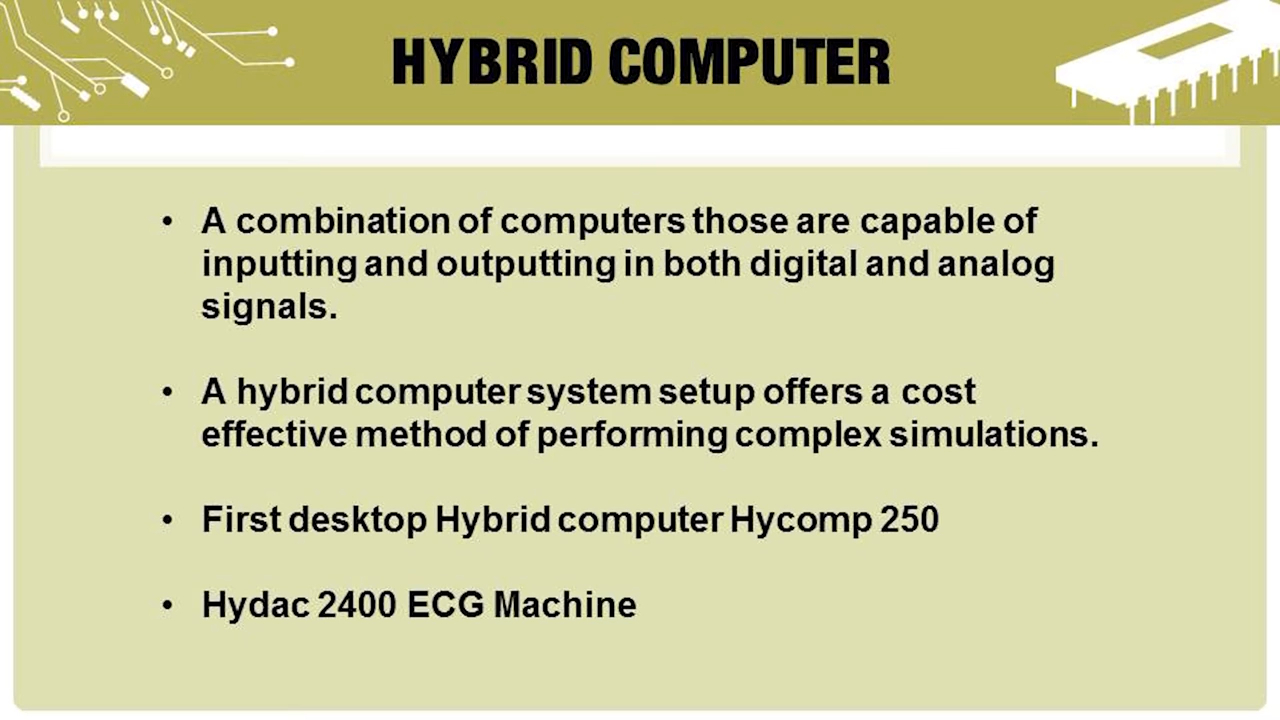 HYBRID COMPUTER
• A combination of computers those are capable of
inputting and outputting in both digital and analog
signals.
• A hybrid computer system setup offers a cost
effective method of performing complex simulations.
• First desktop Hybrid computer Hycomp 250
• Hydac 2400 ECG Machine